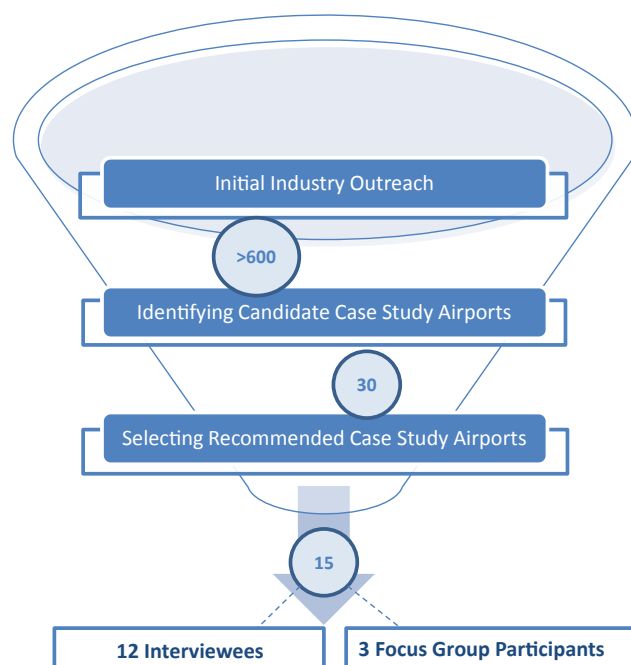 Initial Industry Outreach
>600
Identifying Candidate Case Study Airports
30
Selecting Recommended Case Study Airports
15
12 Interviewees
3 Focus Group Participants